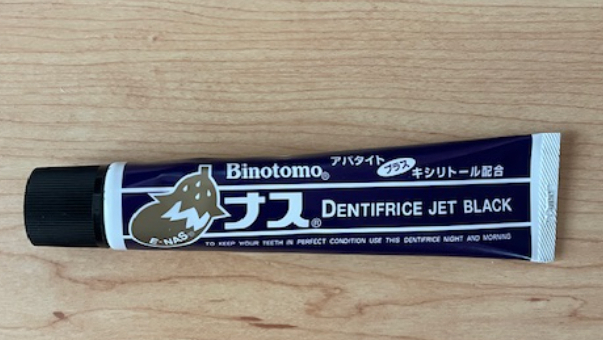 Binotomo®
アパタイト プラス キシリトール配合
E-NAS®
ナス® DENTIFRICE JET BLACK
TO KEEP YOUR TEETH IN PERFECT CONDITION USE THIS DENTIFRICE NIGHT AND MORNING